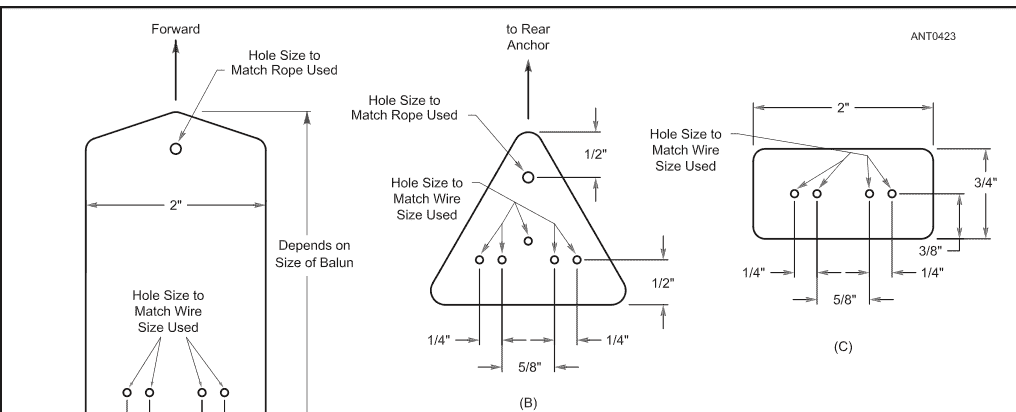 Forward
Hole Size to
Match Rope Used
2"
Depends on
Size of Balun
Hole Size to
Match Wire
Size Used
to Rear
Anchor
Hole Size to
Match Rope Used
1/2"
Hole Size to
Match Wire
Size Used
1/2"
1/4"
1/4"
5/8"
(B)
ANT0423
2"
Hole Size to
Match Wire
Size Used
3/4"
3/8"
1/4"
1/4"
5/8"
(C)